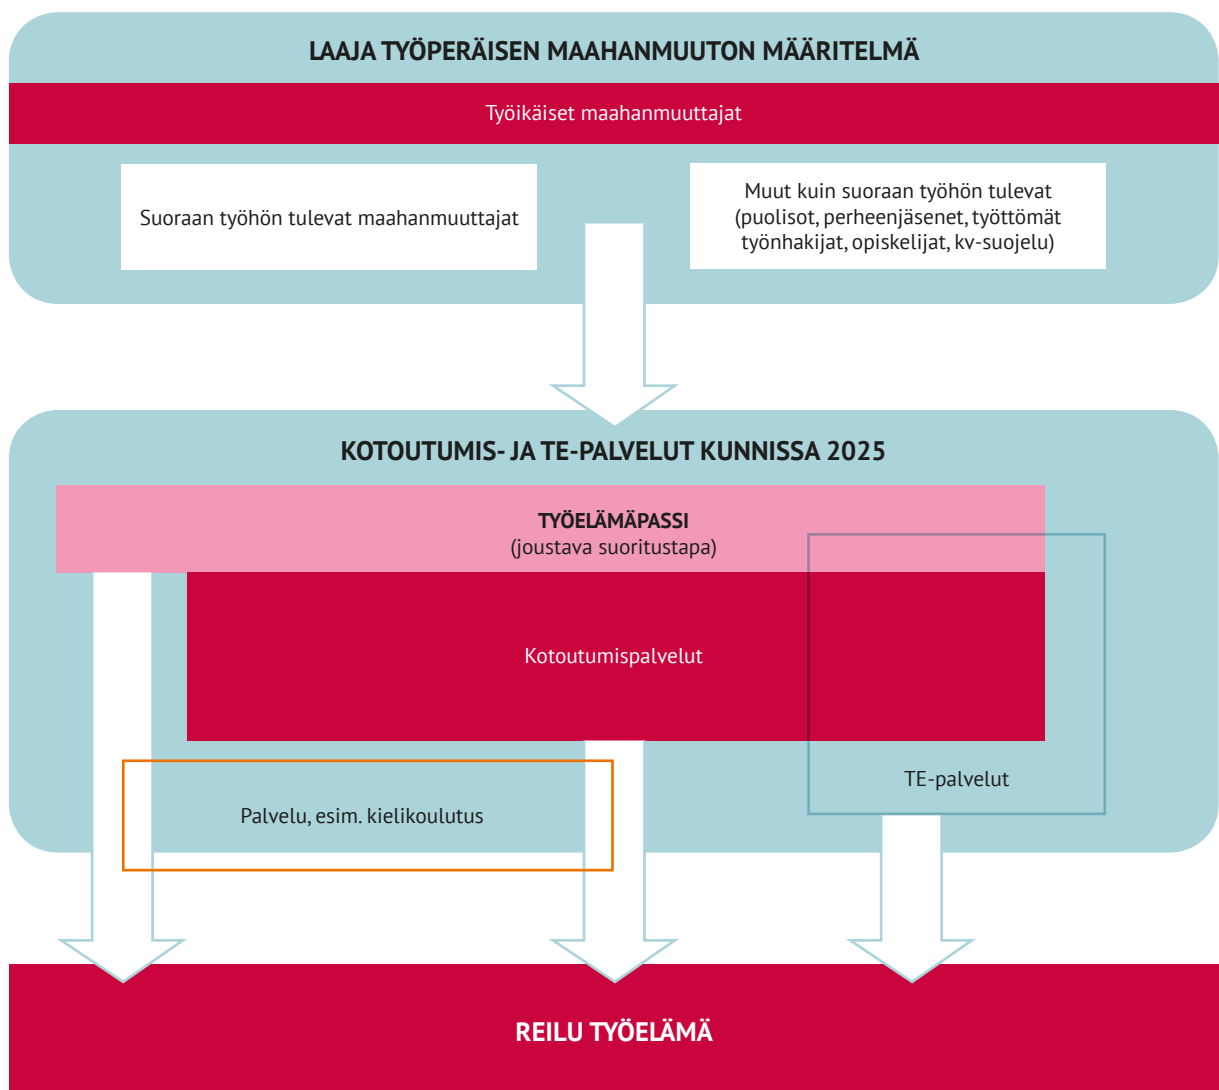 LAAJA TYÖPERÄISEN MAAHANMUUTON MÄÄRITELMÄ
Työikäiset maahanmuuttajat
Suoraan työhön tulevat maahanmuuttajat
Muut kuin suoraan työhön tulevat
(puolisot, perheenjäsenet, työttömät
työnhakijat, opiskelijat, kv-suojelu)
KOTOUTUMIS- JA TE-PALVELUT KUNNISSA 2025
TYÖELÄMÄPASSI
(joustava suoritustapa)
Kotoutumispalvelut
TE-palvelut
Palvelu, esim. kielikoulutus
REILU TYÖELÄMÄ